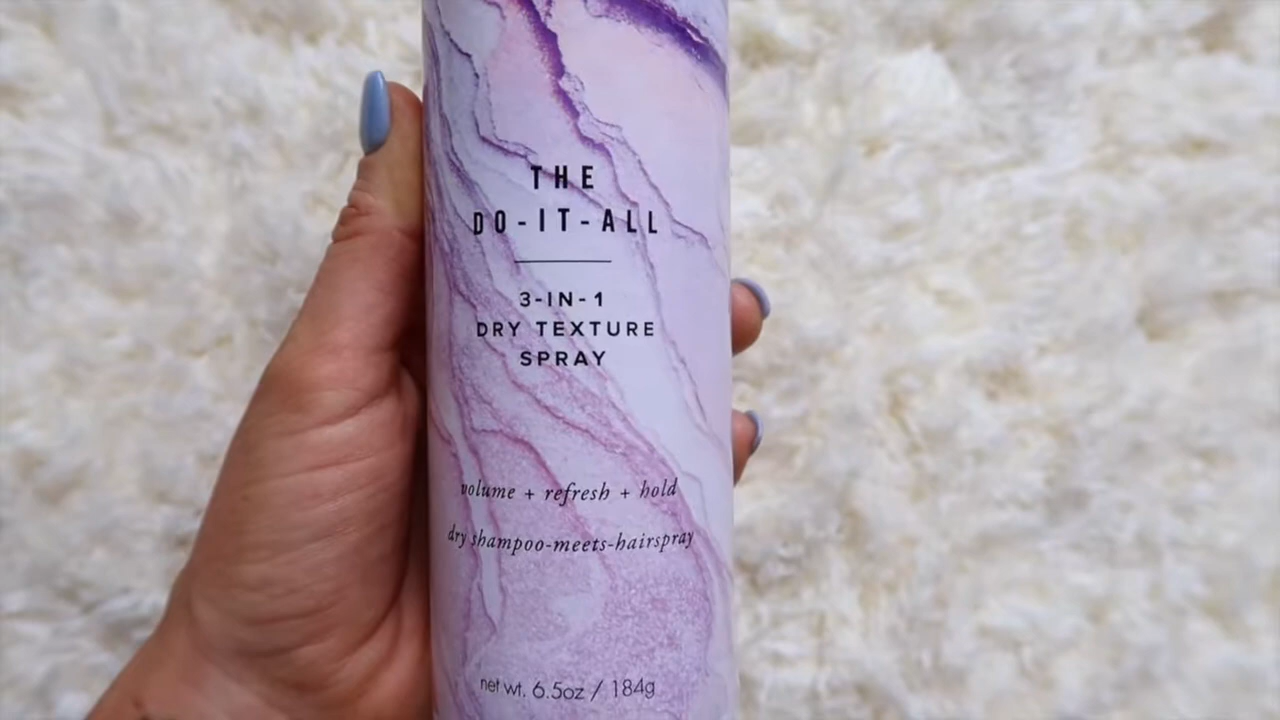 THE
DO-IT-ALL
3-IN-1
DRY TEXTURE
SPRAY
volume + refresh + hold
dry shampoo-meets-hairspray
net wt. 6.5oz / 184g